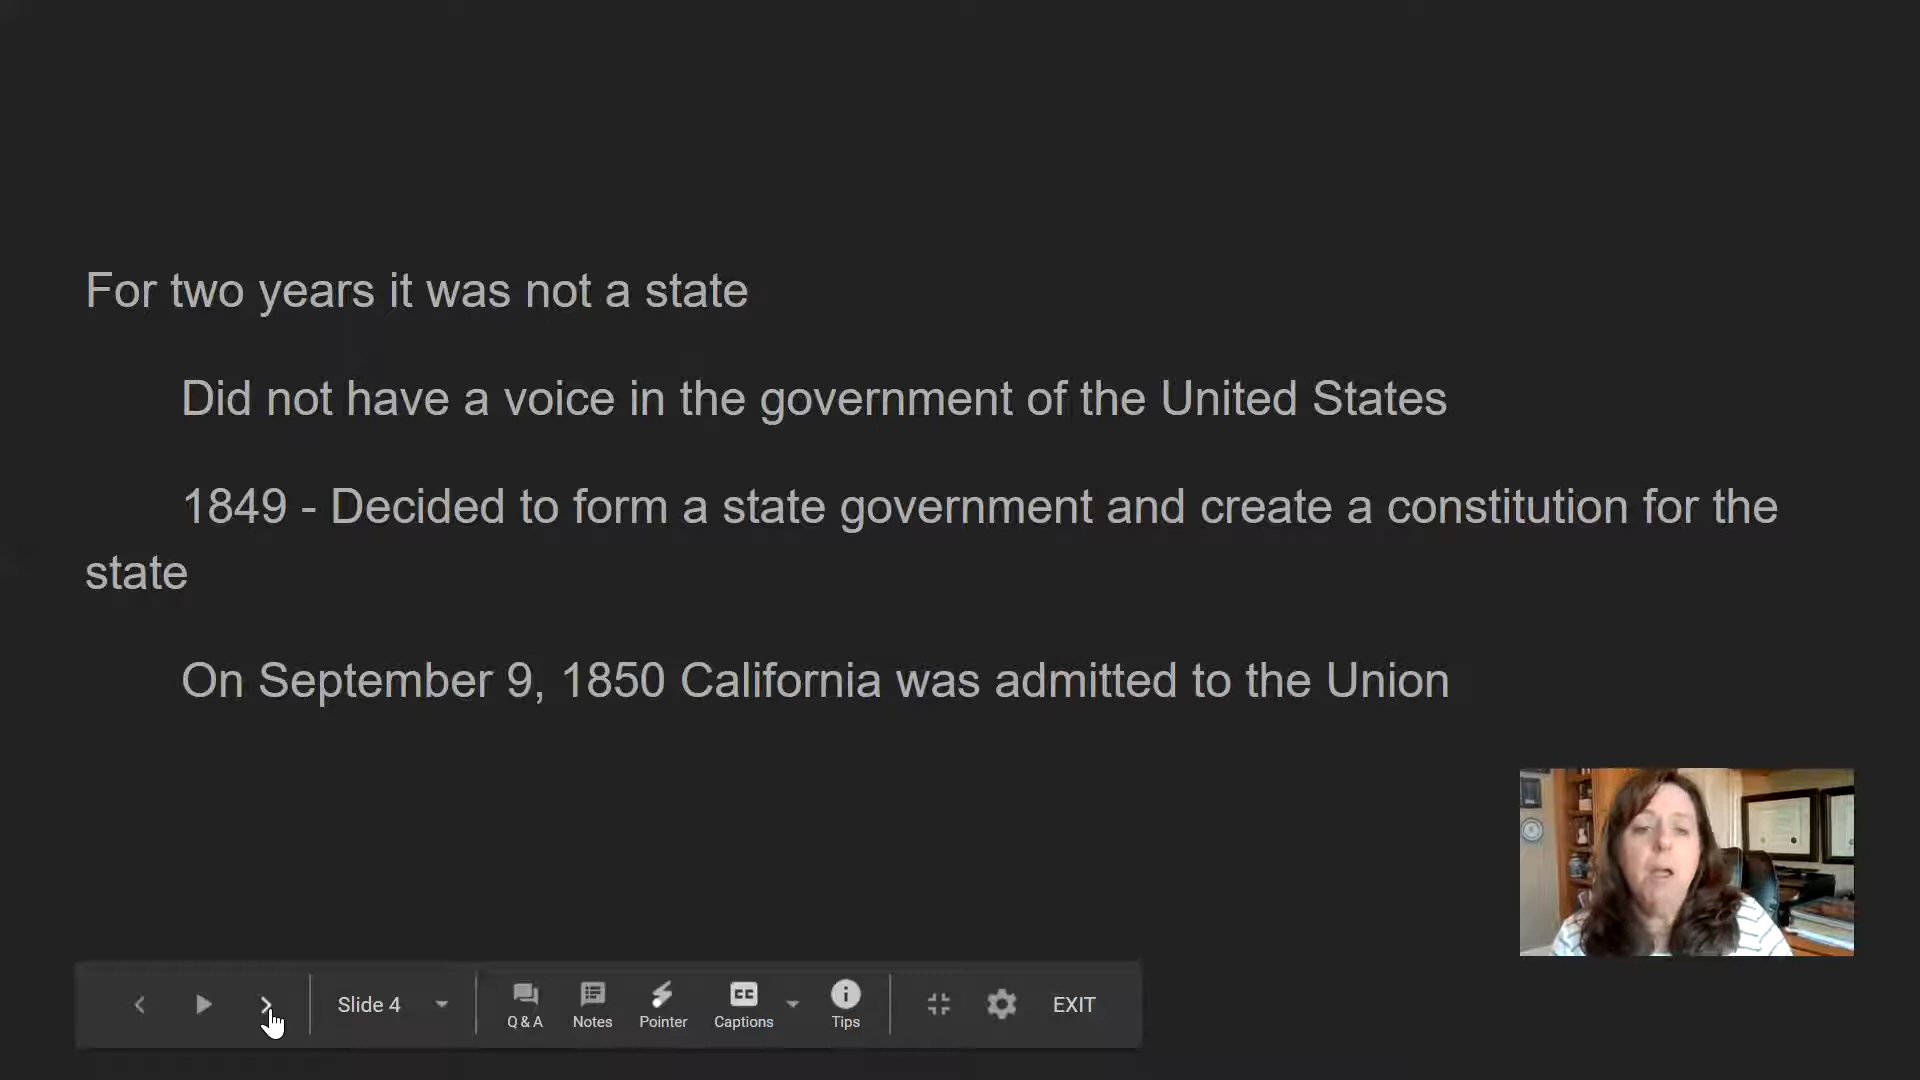 For two years it was not a state
Did not have a voice in the government of the United States
1849 - Decided to form a state government and create a constitution for the
state
On September 9, 1850 California was admitted to the Union
Slide 4
Q & A
Notes
Pointer
CC
Captions
Tips
EXIT